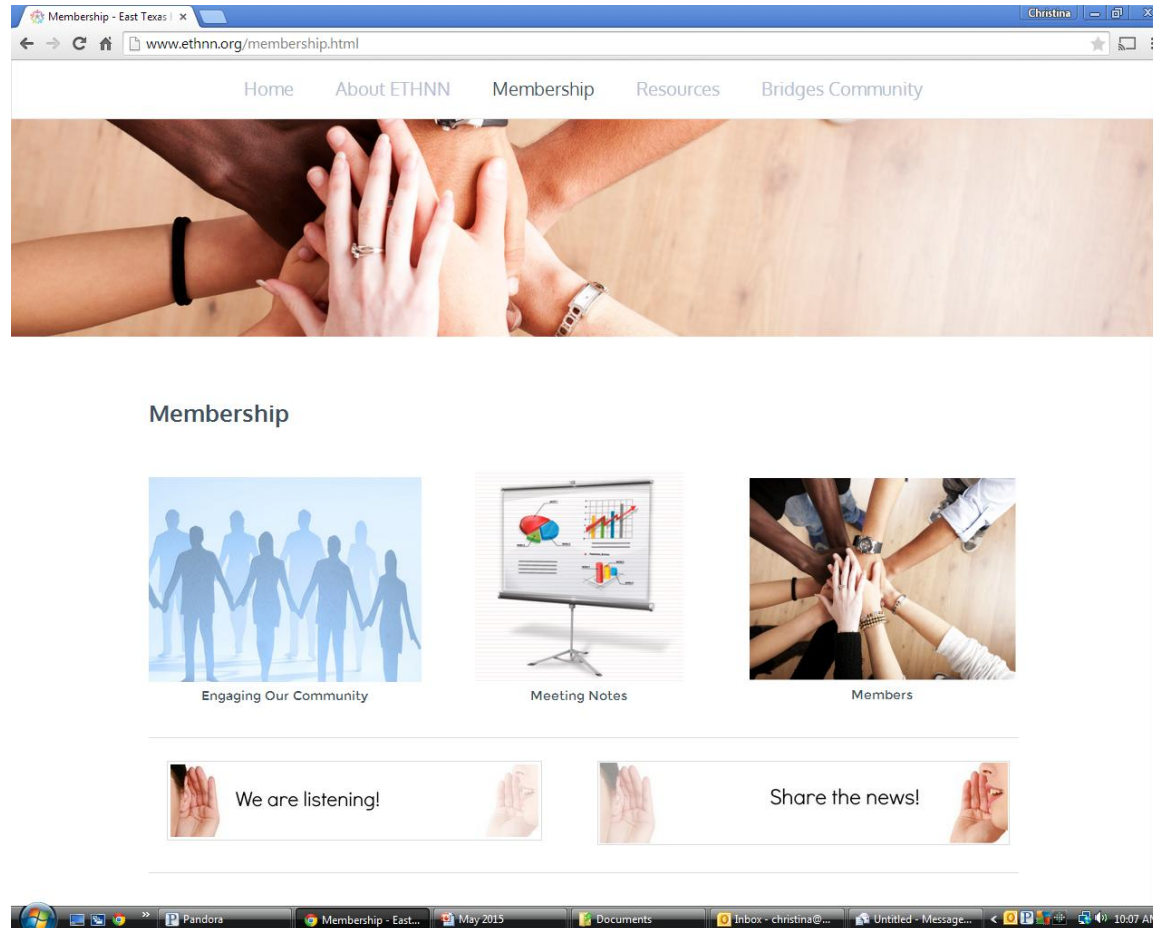 Membership - East Texas
Christina
www.ethnn.org/membership.html
Home About ETHNN Membership Resources Bridges Community
Membership
Engaging Our Community Meeting Notes Members
We are listening! Share the news!
Pandora Membership - East... May 2015 Documents Inbox - christina@... Untitled - Message... 10:07 AM